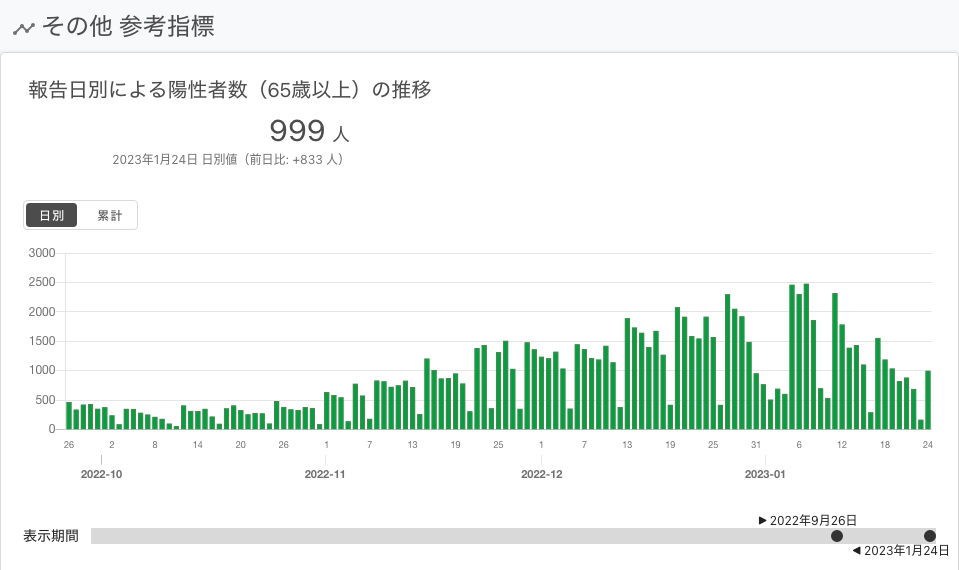 その他 参考指標
報告日別による陽性者数（65歳以上）の推移
999 人
2023年1月24日 日別値（前日比: +833 人）
日別 累計
3000
2500
2000
1500
1000
500
0
26 2 8 14 20 26 1 7 13 19 25 1 7 13 19 25 31 6 12 18 24
2022-10 2022-11 2022-12 2023-01
▶ 2022年9月26日
表示期間
◀ 2023年1月24日